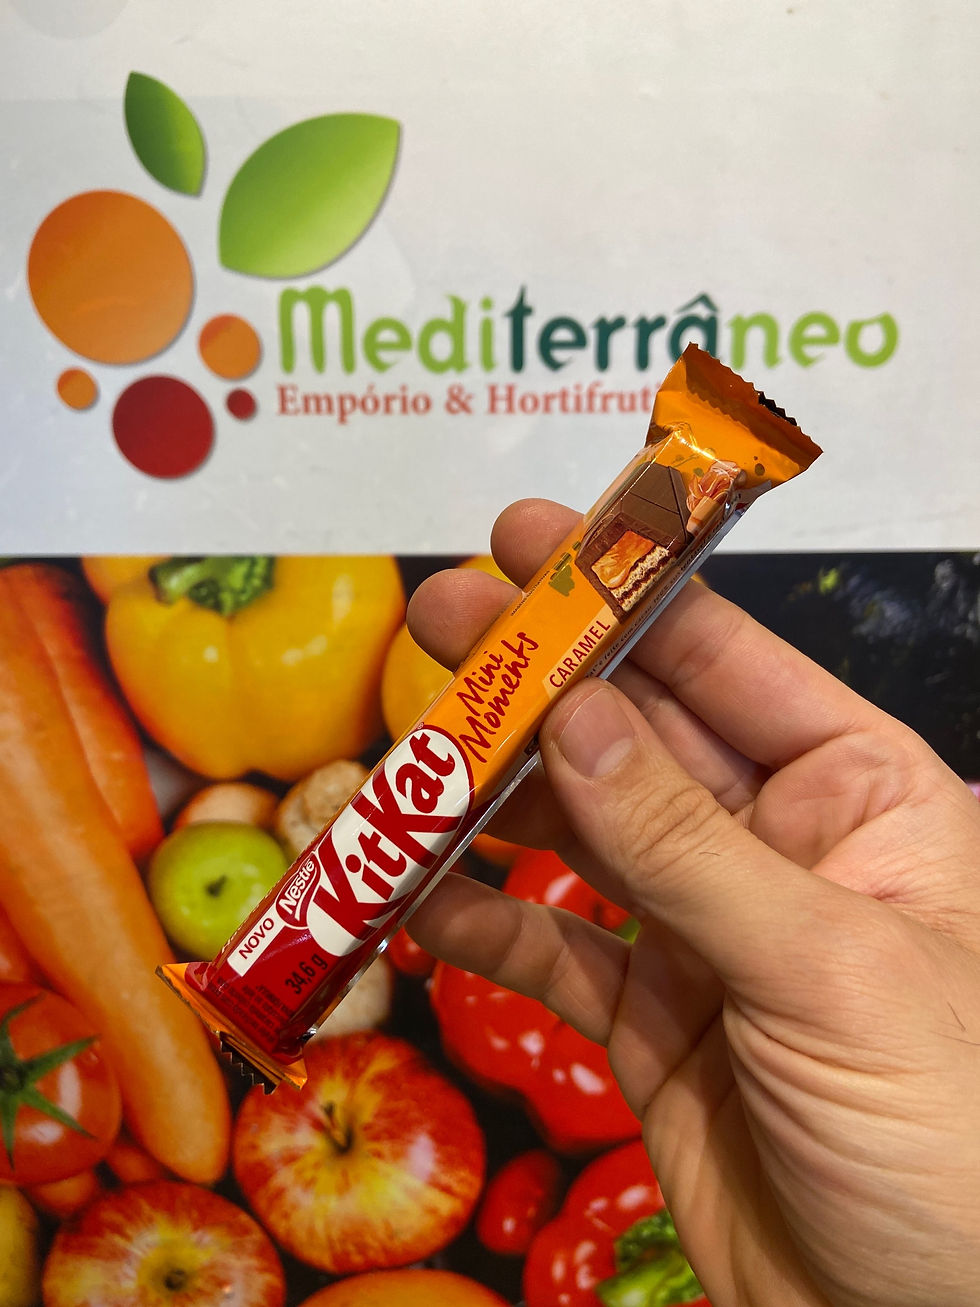 Mediterrâneo
Empório & Hortifruti
CARAMEL
Mini
Moments
KitKat
Nestlé
NOVO
34,6 g